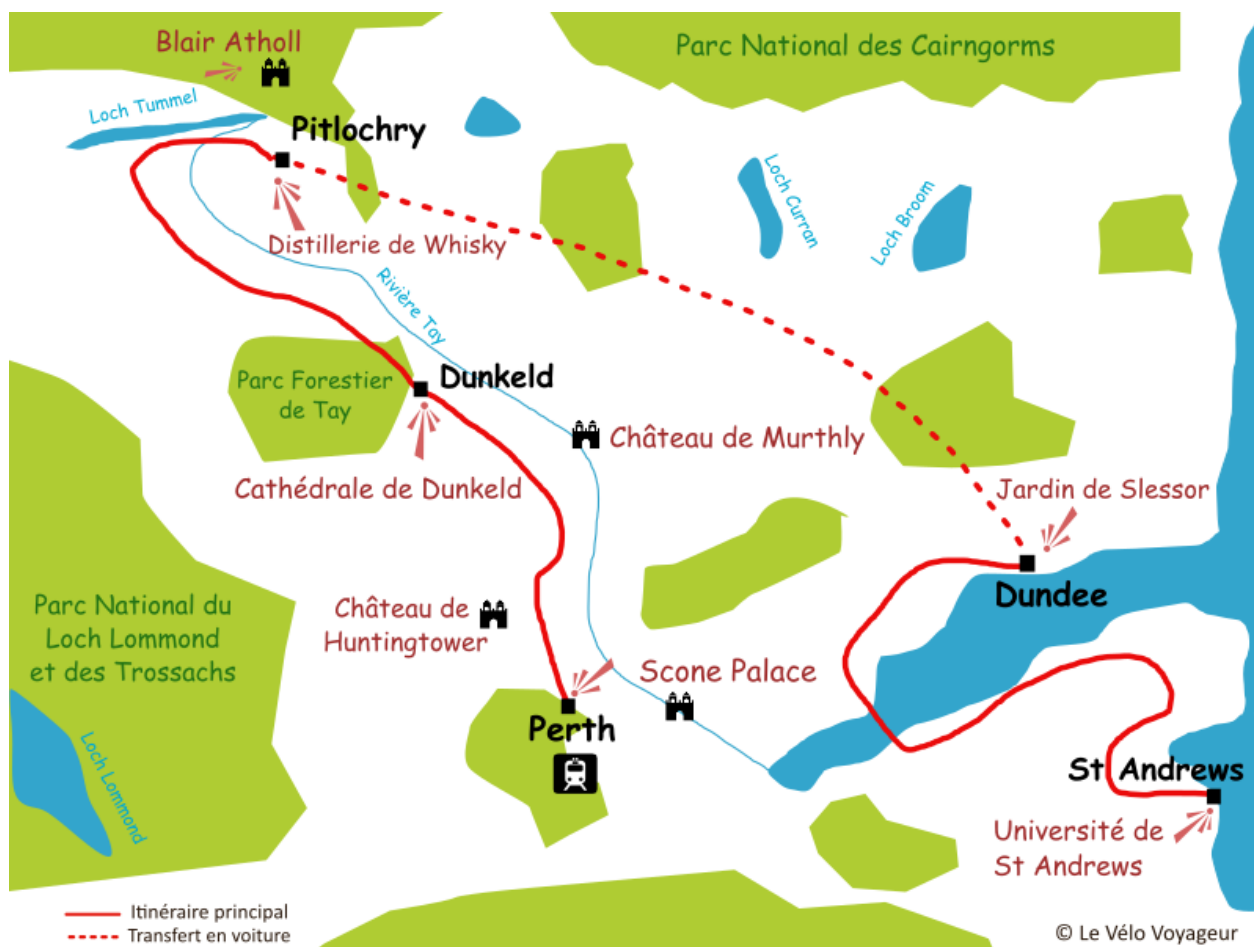 Blair Atholl
Parc National des Cairngorms
Loch Tummel
Pitlochry
Loch Curran
Loch Broom
Distillerie de Whisky
Rivière Tay
Parc Forestier
de Tay
Dunkeld
Château de Murthly
Cathédrale de Dunkeld
Jardin de Slessor
Dundee
Parc National du
Loch Lommond
et des Trossachs
Château de
Huntingtower
Scone Palace
Perth
Loch Lommond
St Andrews
Université de
St Andrews
Itinéraire principal
Transfert en voiture
© Le Vélo Voyageur